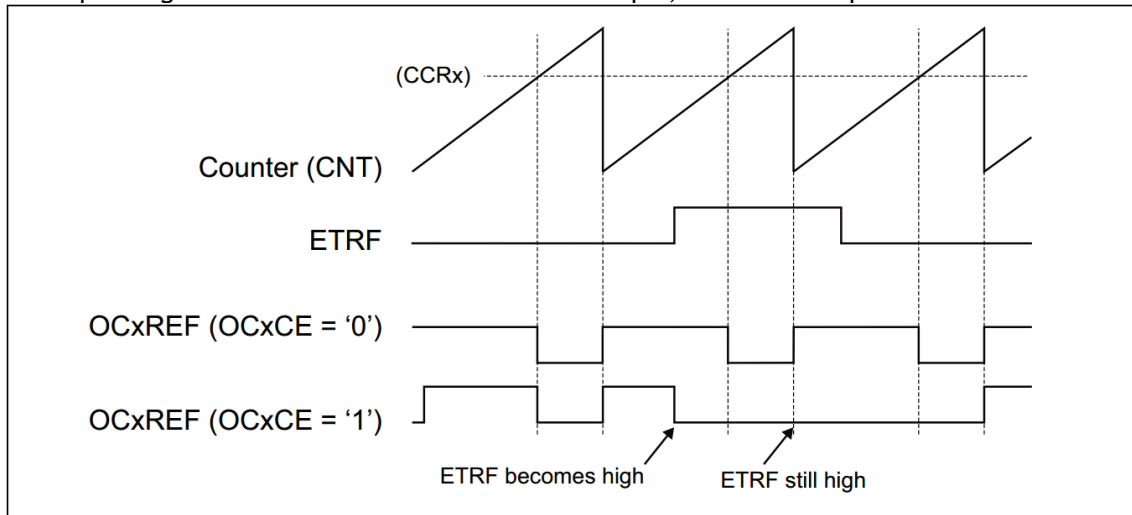 (CCRx)
Counter (CNT)
ETRF
OCxREF (OCxCE = ‘0’)
OCxREF (OCxCE = ‘1’)
ETRF becomes high
ETRF still high